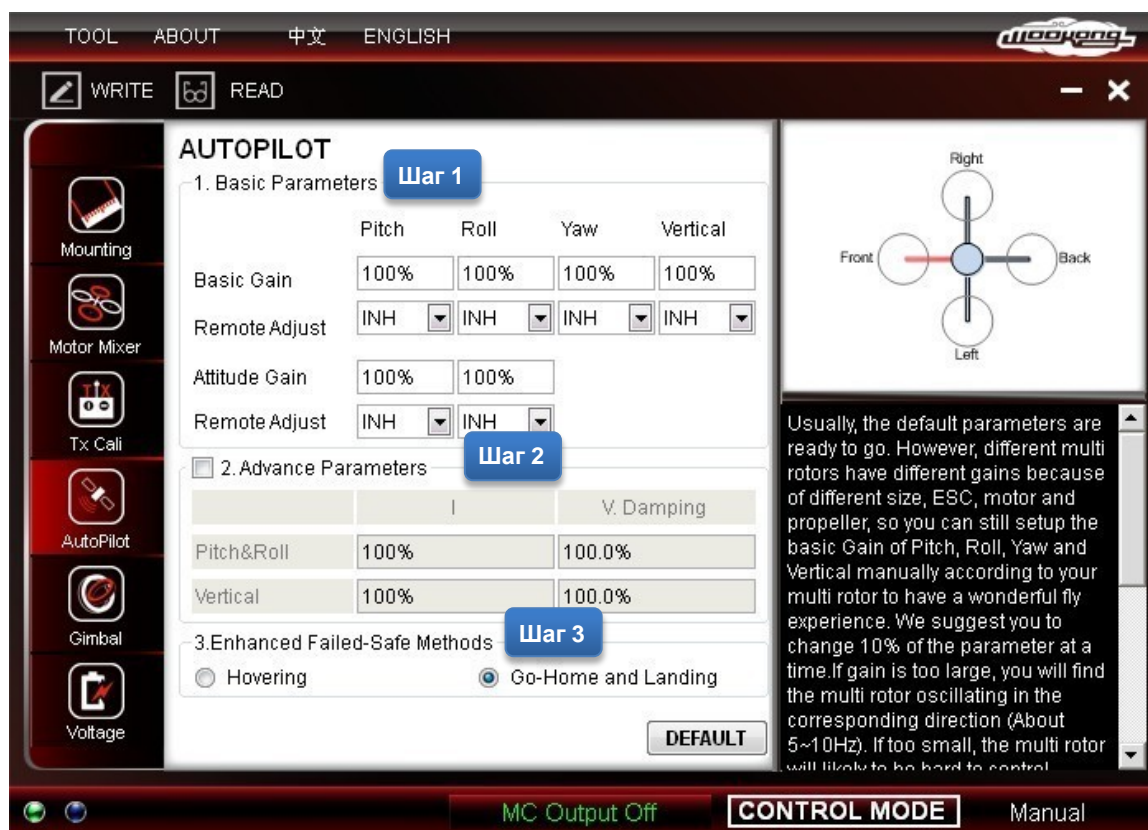 TOOL ABOUT 中文 ENGLISH
WRITE READ
AUTOPILOT
1. Basic Parameters
Шаг 1
Pitch Roll Yaw Vertical
Basic Gain 100% 100% 100% 100%
Remote Adjust INH INH INH INH
Attitude Gain 100% 100%
Remote Adjust INH INH
Шаг 2
2. Advance Parameters
I V. Damping
Pitch&Roll 100% 100.0%
Vertical 100% 100.0%
Шаг 3
3.Enhanced Failed-Safe Methods
Hovering Go-Home and Landing
DEFAULT
Mounting
Motor Mixer
Tx Cali
AutoPilot
Gimbal
Voltage
Right
Front
Back
Left
Usually, the default parameters are
ready to go. However, different multi
rotors have different gains because
of different size, ESC, motor and
propeller, so you can still setup the
basic Gain of Pitch, Roll, Yaw and
Vertical manually according to your
multi rotor to have a wonderful fly
experience. We suggest you to
change 10% of the parameter at a
time.If gain is too large, you will find
the multi rotor oscillating in the
corresponding direction (About
5~10Hz). If too small, the multi rotor
will likely to be hard to control
MC Output Off CONTROL MODE Manual